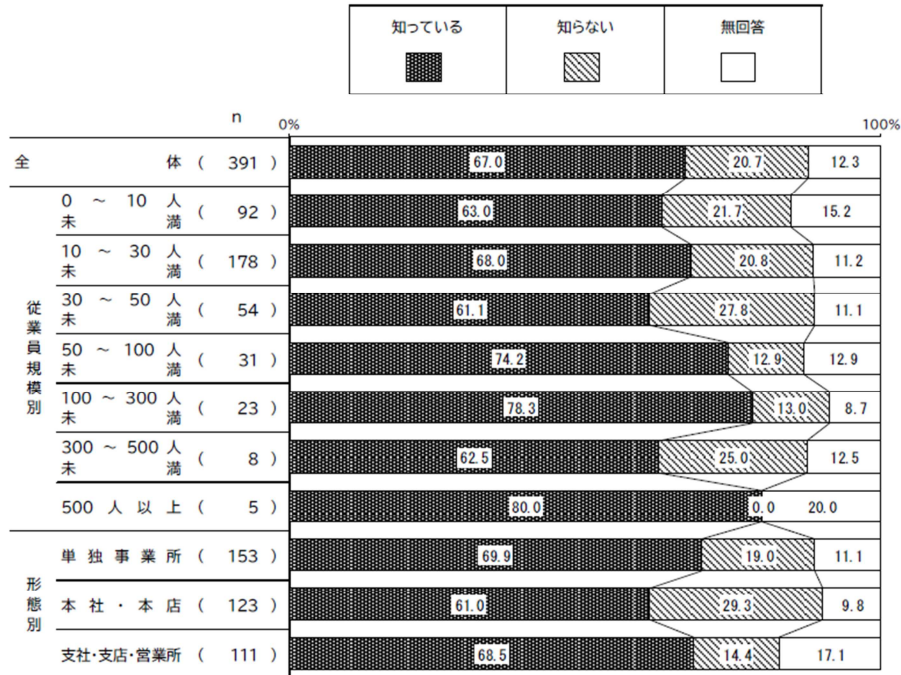 知っている 知らない 無回答
n
0% 100%
全体 ( 391 ) 67.0 20.7 12.3
従業員規模別
0 ~ 10 人未満 ( 92 ) 63.0 21.7 15.2
10 ~ 30 人未満 ( 178 ) 68.0 20.8 11.2
30 ~ 50 人未満 ( 54 ) 61.1 27.8 11.1
50 ~ 100 人未満 ( 31 ) 74.2 12.9 12.9
100 ~ 300 人未満 ( 23 ) 78.3 13.0 8.7
300 ~ 500 人未満 ( 8 ) 62.5 25.0 12.5
500 人以上 ( 5 ) 80.0 0.0 20.0
形態別
単独事業所 ( 153 ) 69.9 19.0 11.1
本社・本店 ( 123 ) 61.0 29.3 9.8
支社・支店・営業所 ( 111 ) 68.5 14.4 17.1